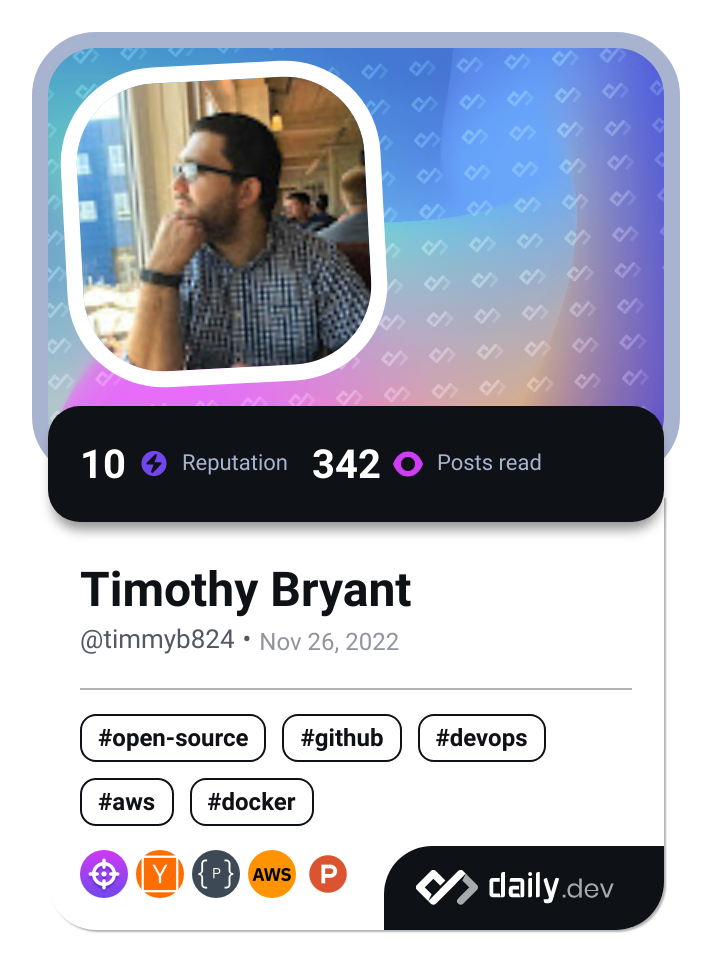 10 Reputation 342 Posts read
Timothy Bryant
@timmyb824 • Nov 26, 2022
#open-source #github #devops
#aws #docker
Y {P} AWS P
daily.dev